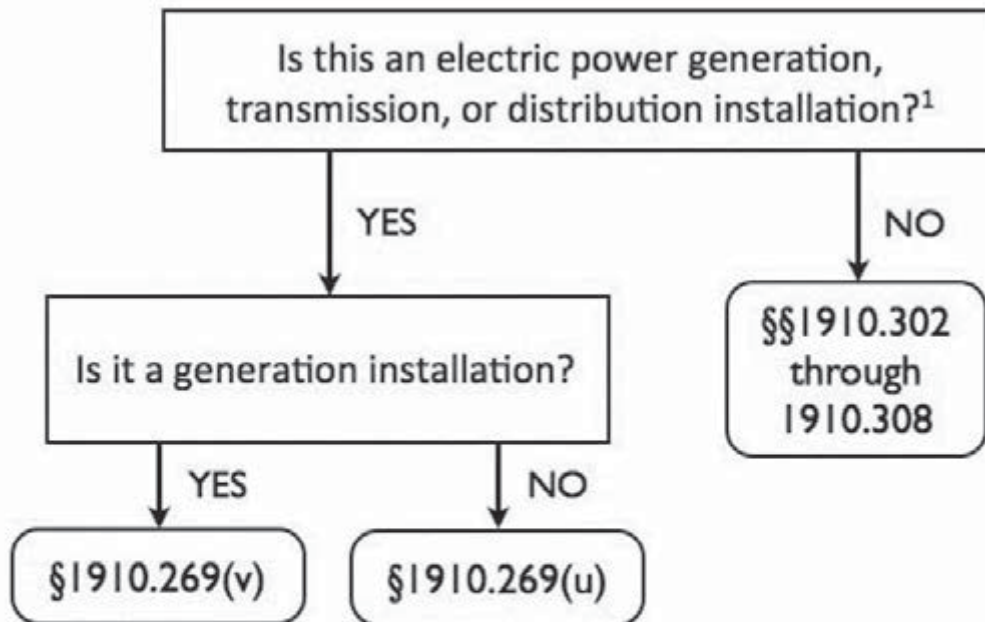 Is this an electric power generation,
transmission, or distribution installation?¹
YES
NO
Is it a generation installation?
§§1910.302
through
1910.308
YES
NO
§1910.269(v)
§1910.269(u)